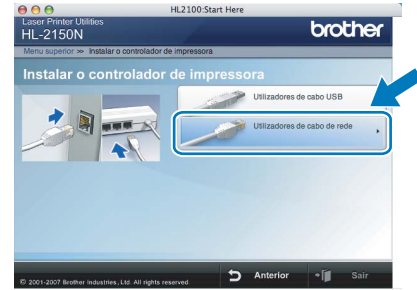 HL2100:Start Here
Laser Printer Utilities
HL-2150N
brother
Menu superior >> Instalar o controlador de impressora
Instalar o controlador de impressora
Utilizadores de cabo USB
Utilizadores de cabo de rede
© 2001-2007 Brother Industries, Ltd. All rights reserved
Anterior
Sair